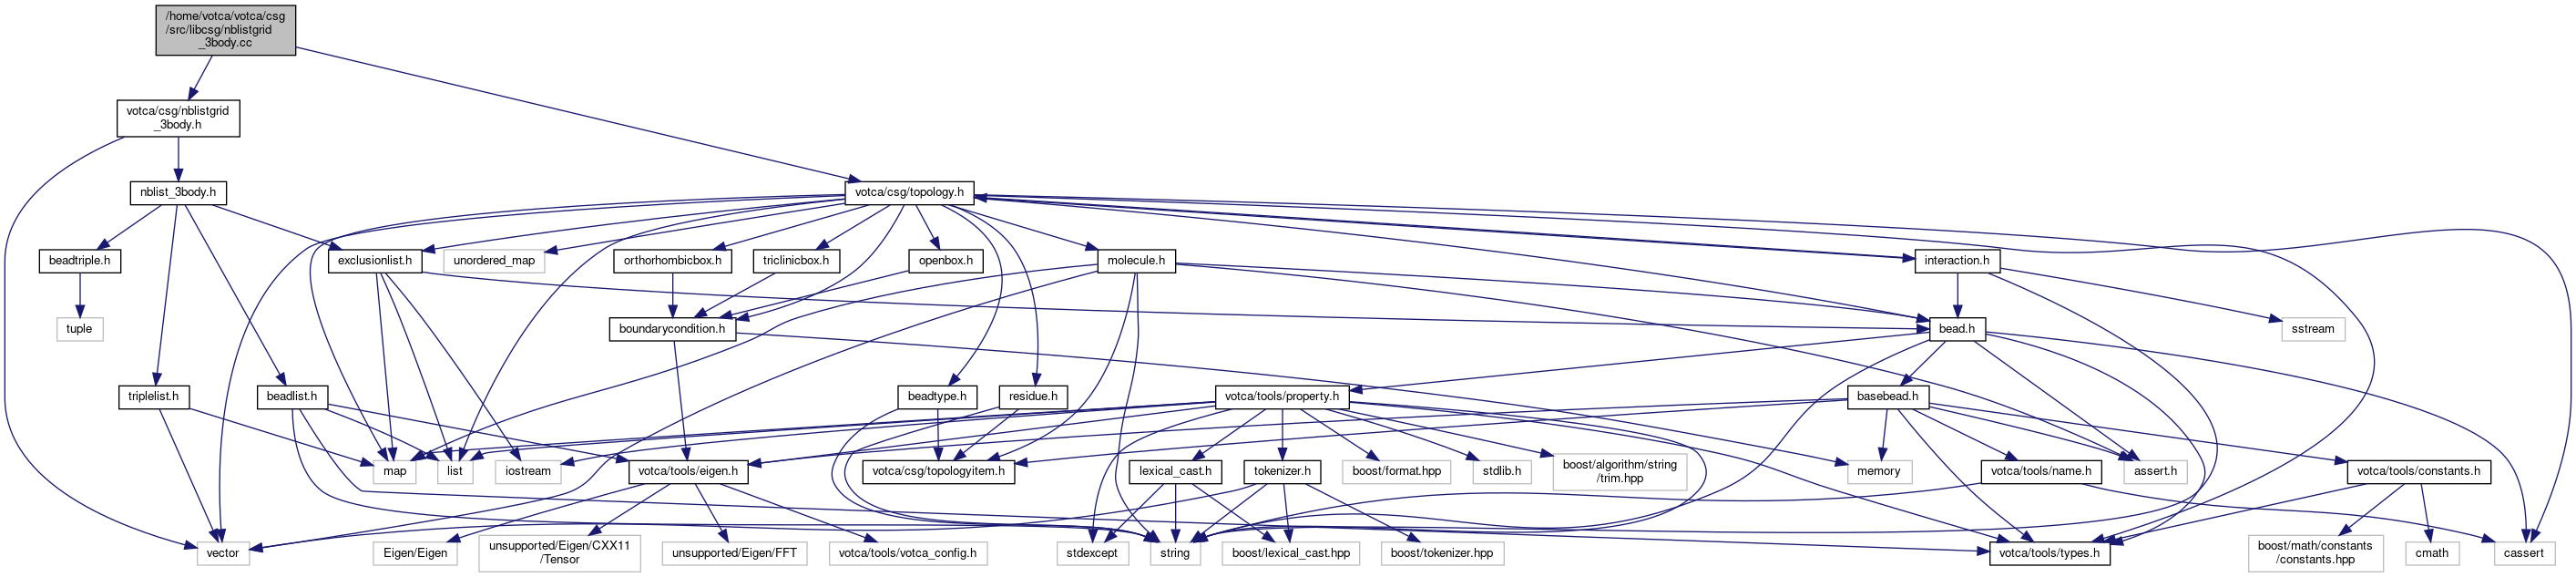 /home/votca/votca/csg
/src/libcsg/nblistgrid
_3body.cc
votca/csg/nblistgrid
_3body.h
nblist_3body.h
votca/csg/topology.h
beadtriple.h
exclusionlist.h
unordered_map
orthorhombicbox.h
triclinicbox.h
openbox.h
molecule.h
interaction.h
tuple
boundarycondition.h
bead.h
sstream
triplelist.h
beadlist.h
beadtype.h
residue.h
votca/tools/property.h
basebead.h
map
list
iostream
votca/tools/eigen.h
votca/csg/topologyitem.h
lexical_cast.h
tokenizer.h
boost/format.hpp
stdlib.h
boost/algorithm/string
/trim.hpp
memory
votca/tools/name.h
assert.h
votca/tools/constants.h
vector
Eigen/Eigen
unsupported/Eigen/CXX11
/Tensor
unsupported/Eigen/FFT
votca/tools/votca_config.h
stdexcept
string
boost/lexical_cast.hpp
boost/tokenizer.hpp
votca/tools/types.h
boost/math/constants
/constants.hpp
cmath
cassert